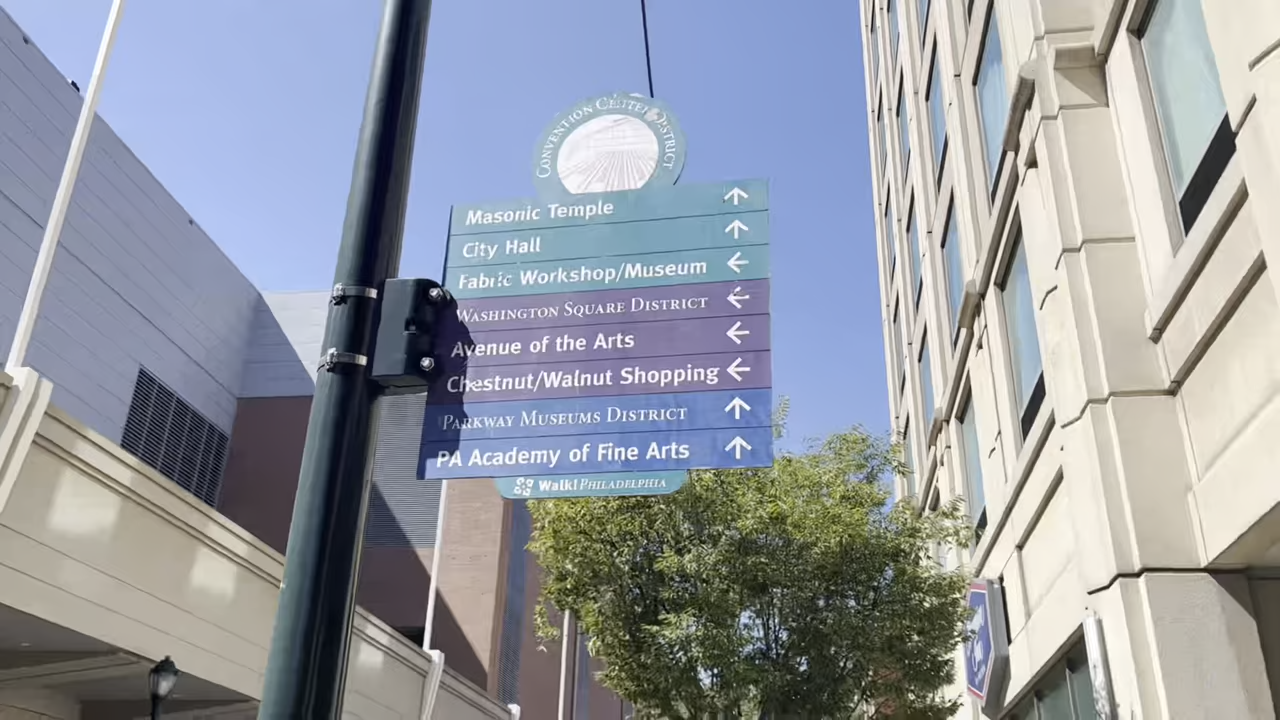 CONVENTION CENTER DISTRICT
Masonic Temple ↑
City Hall ↑
Fabric Workshop/Museum ←
WASHINGTON SQUARE DISTRICT ←
Avenue of the Arts ←
Chestnut/Walnut Shopping ←
PARKWAY MUSEUMS DISTRICT ↑
PA Academy of Fine Arts ↑
Walk!PHILADELPHIA